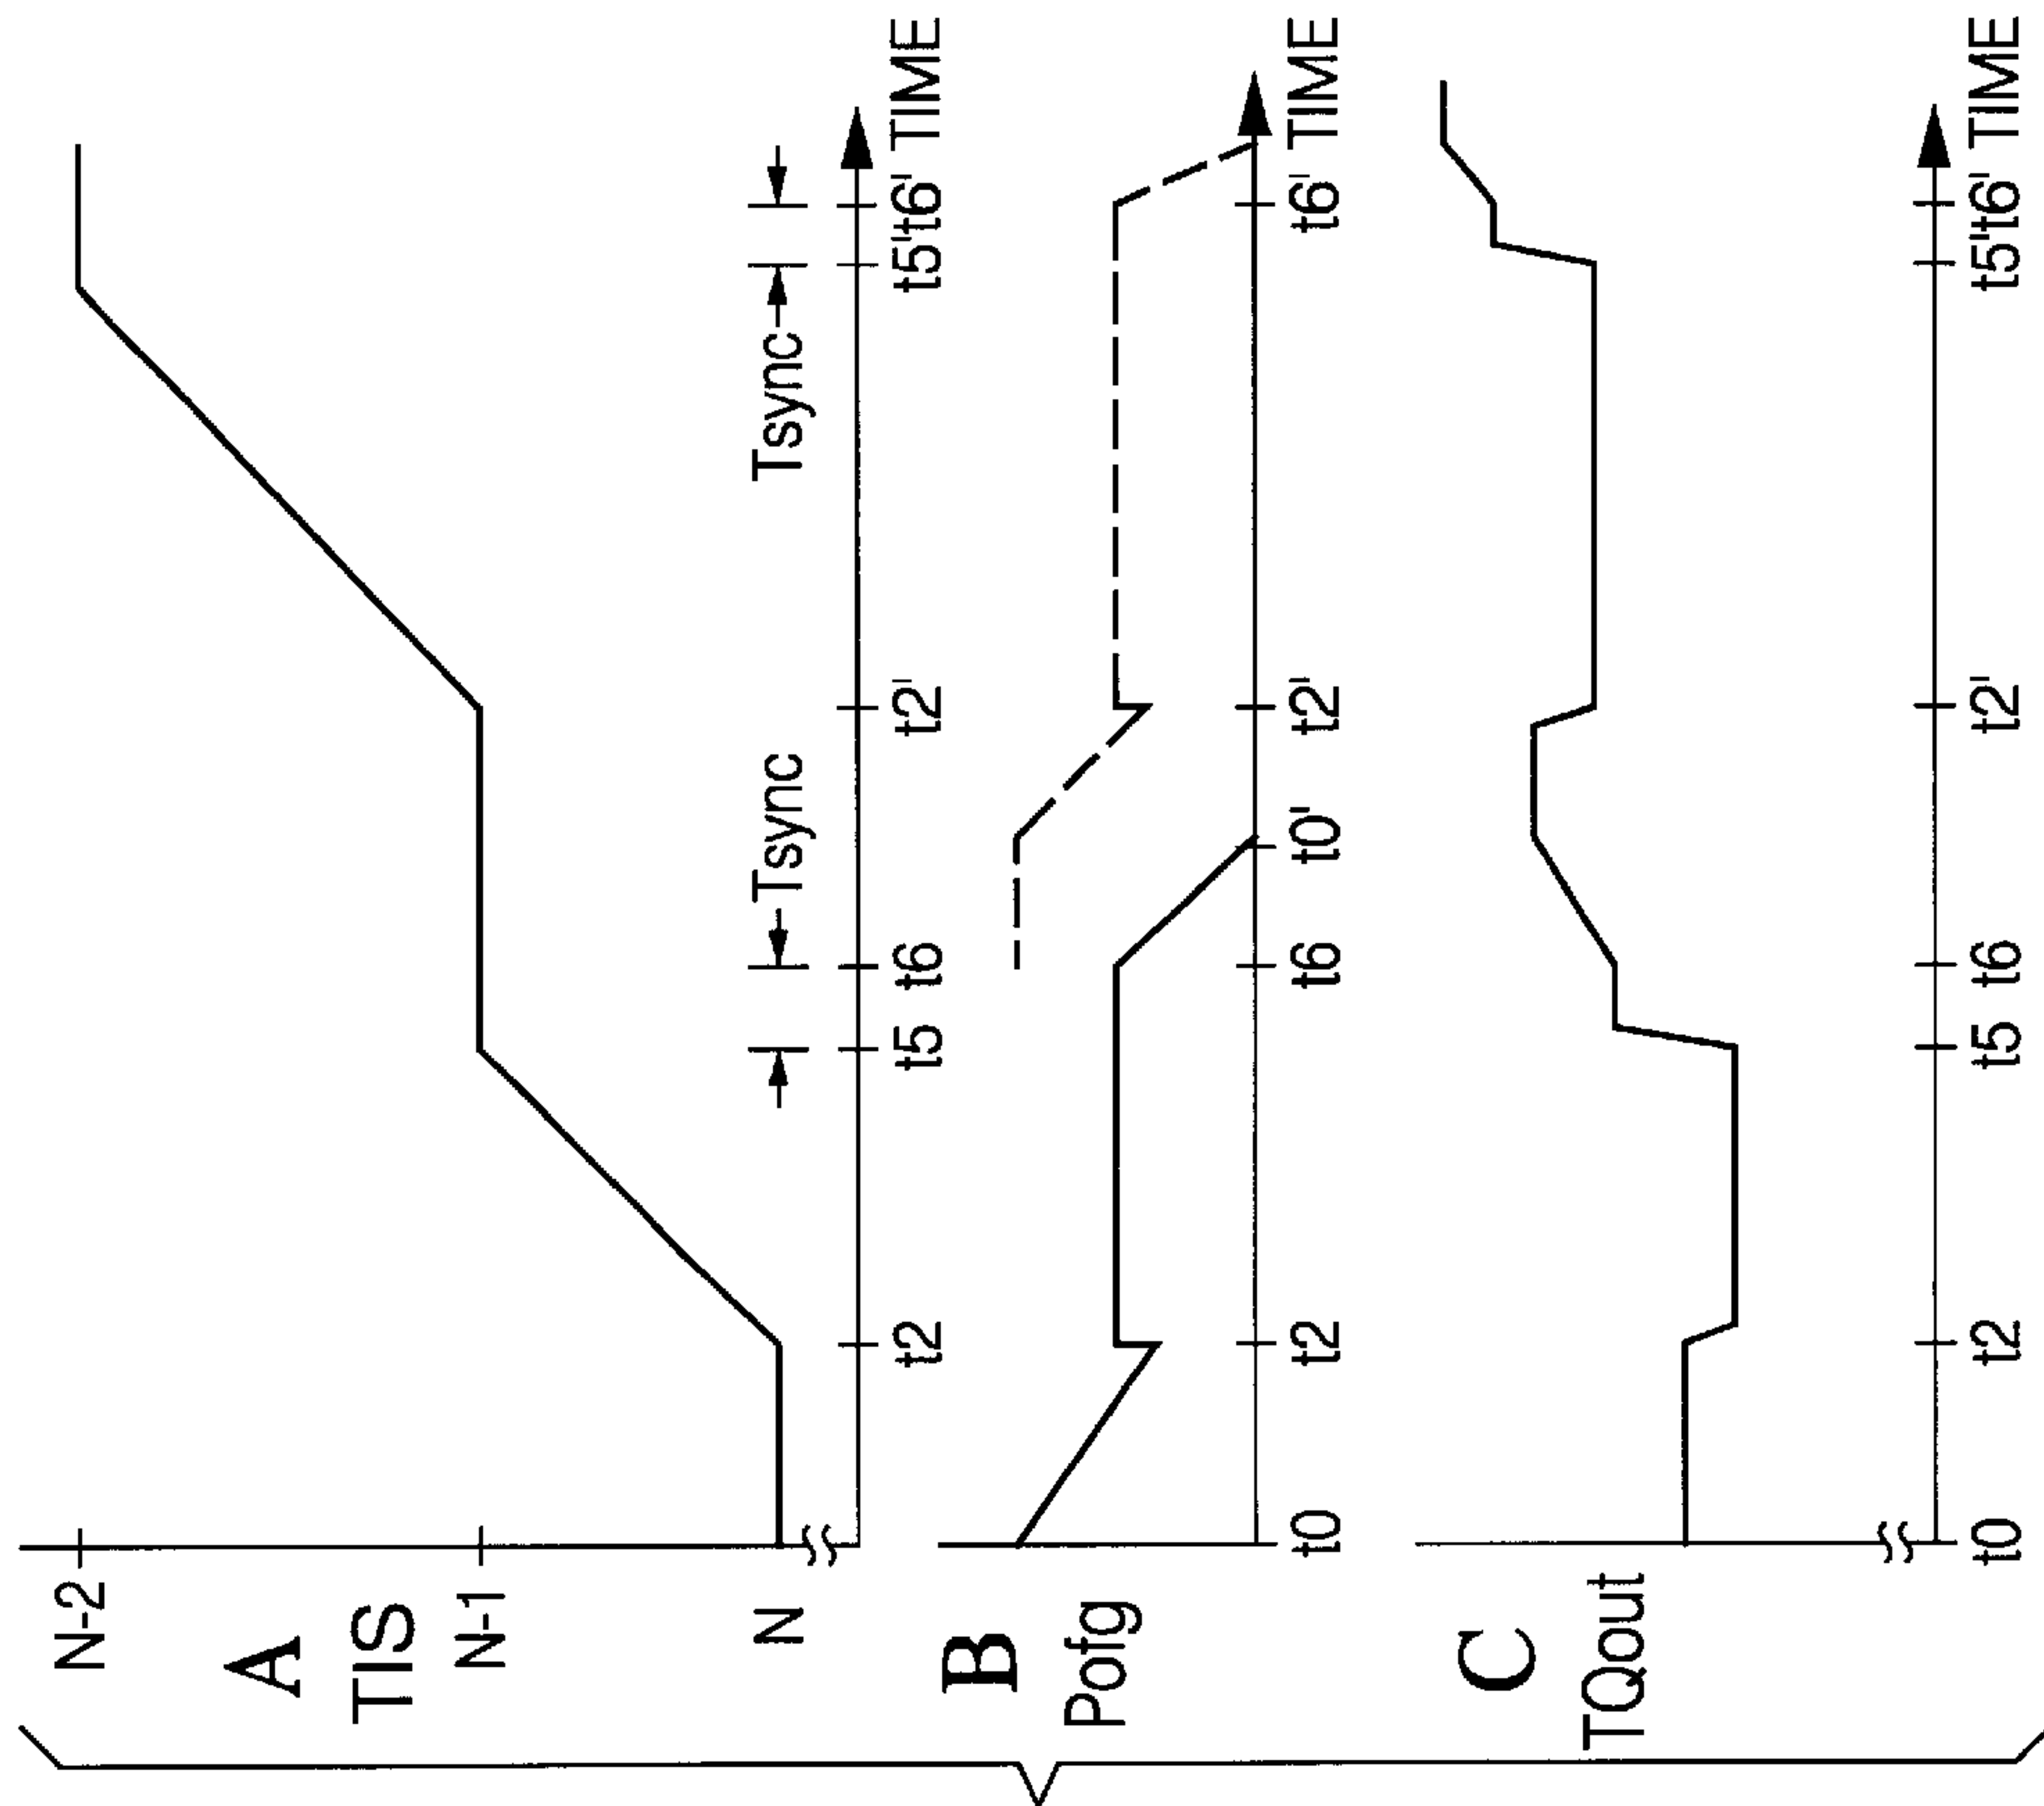 A
TIS
N-2
N-1
N
Tsync
Tsync
t2
t5
t6
t2'
t5'
t6'
TIME
B
Pofg
t0
t2
t6
t0'
t2'
t6'
TIME
C
TQout
t0
t2
t5
t6
t2'
t5'
t6'
TIME